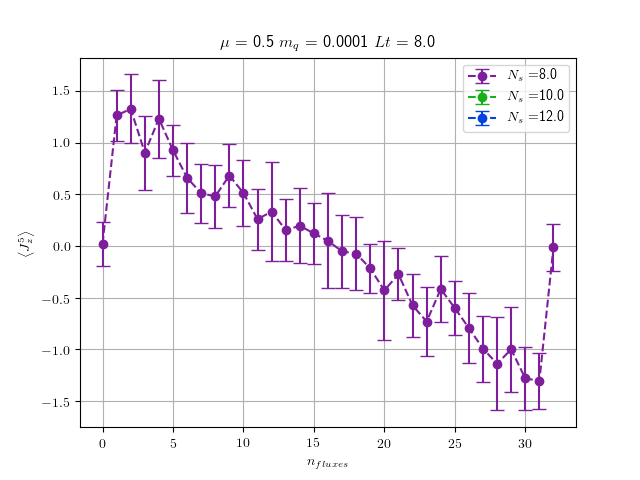 μ = 0.5 m_q = 0.0001 Lt = 8.0
N_s =8.0
N_s =10.0
N_s =12.0
⟨J_z^5⟩
1.5
1.0
0.5
0.0
−0.5
−1.0
−1.5
0 5 10 15 20 25 30
n_{fluxes}